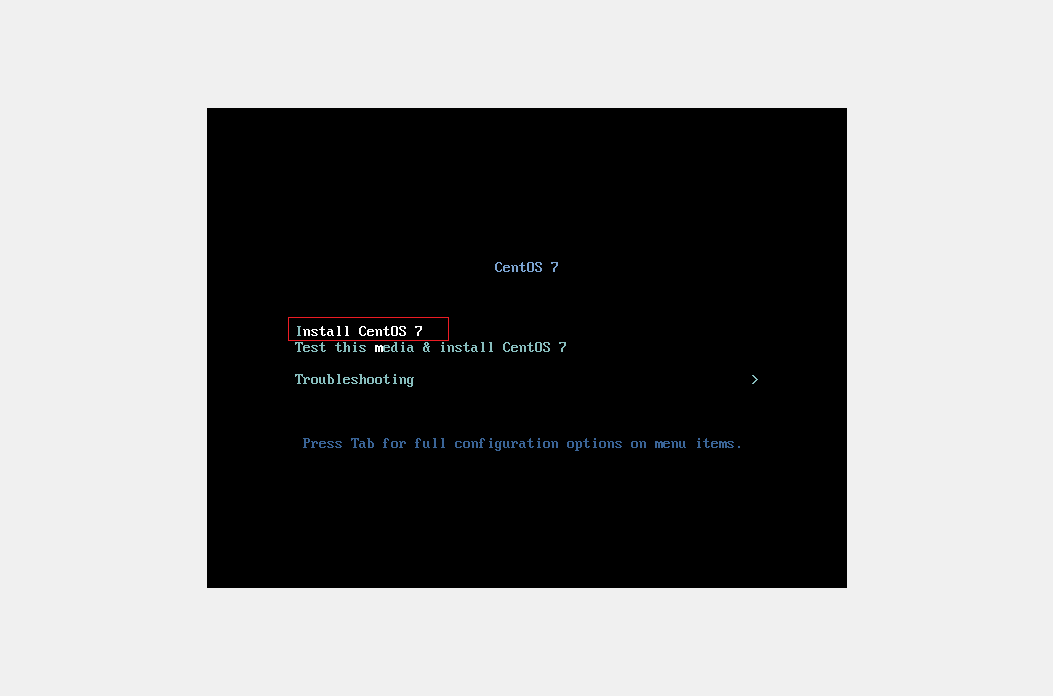 CentOS 7
Install CentOS 7
Test this media & install CentOS 7
Troubleshooting >
Press Tab for full configuration options on menu items.